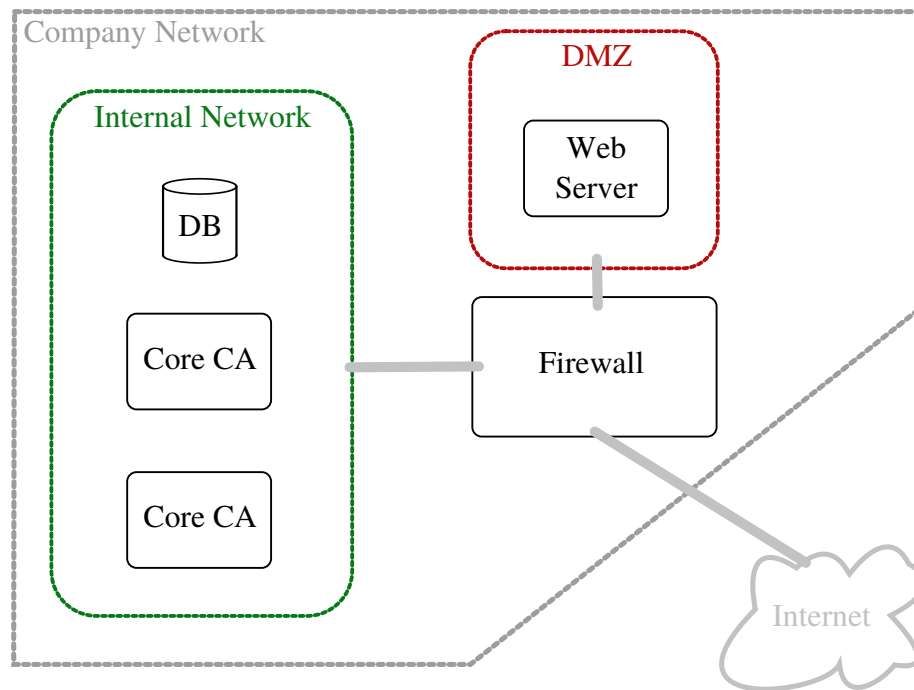 Company Network
DMZ
Internal Network
Web
Server
DB
Core CA
Firewall
Core CA
Internet